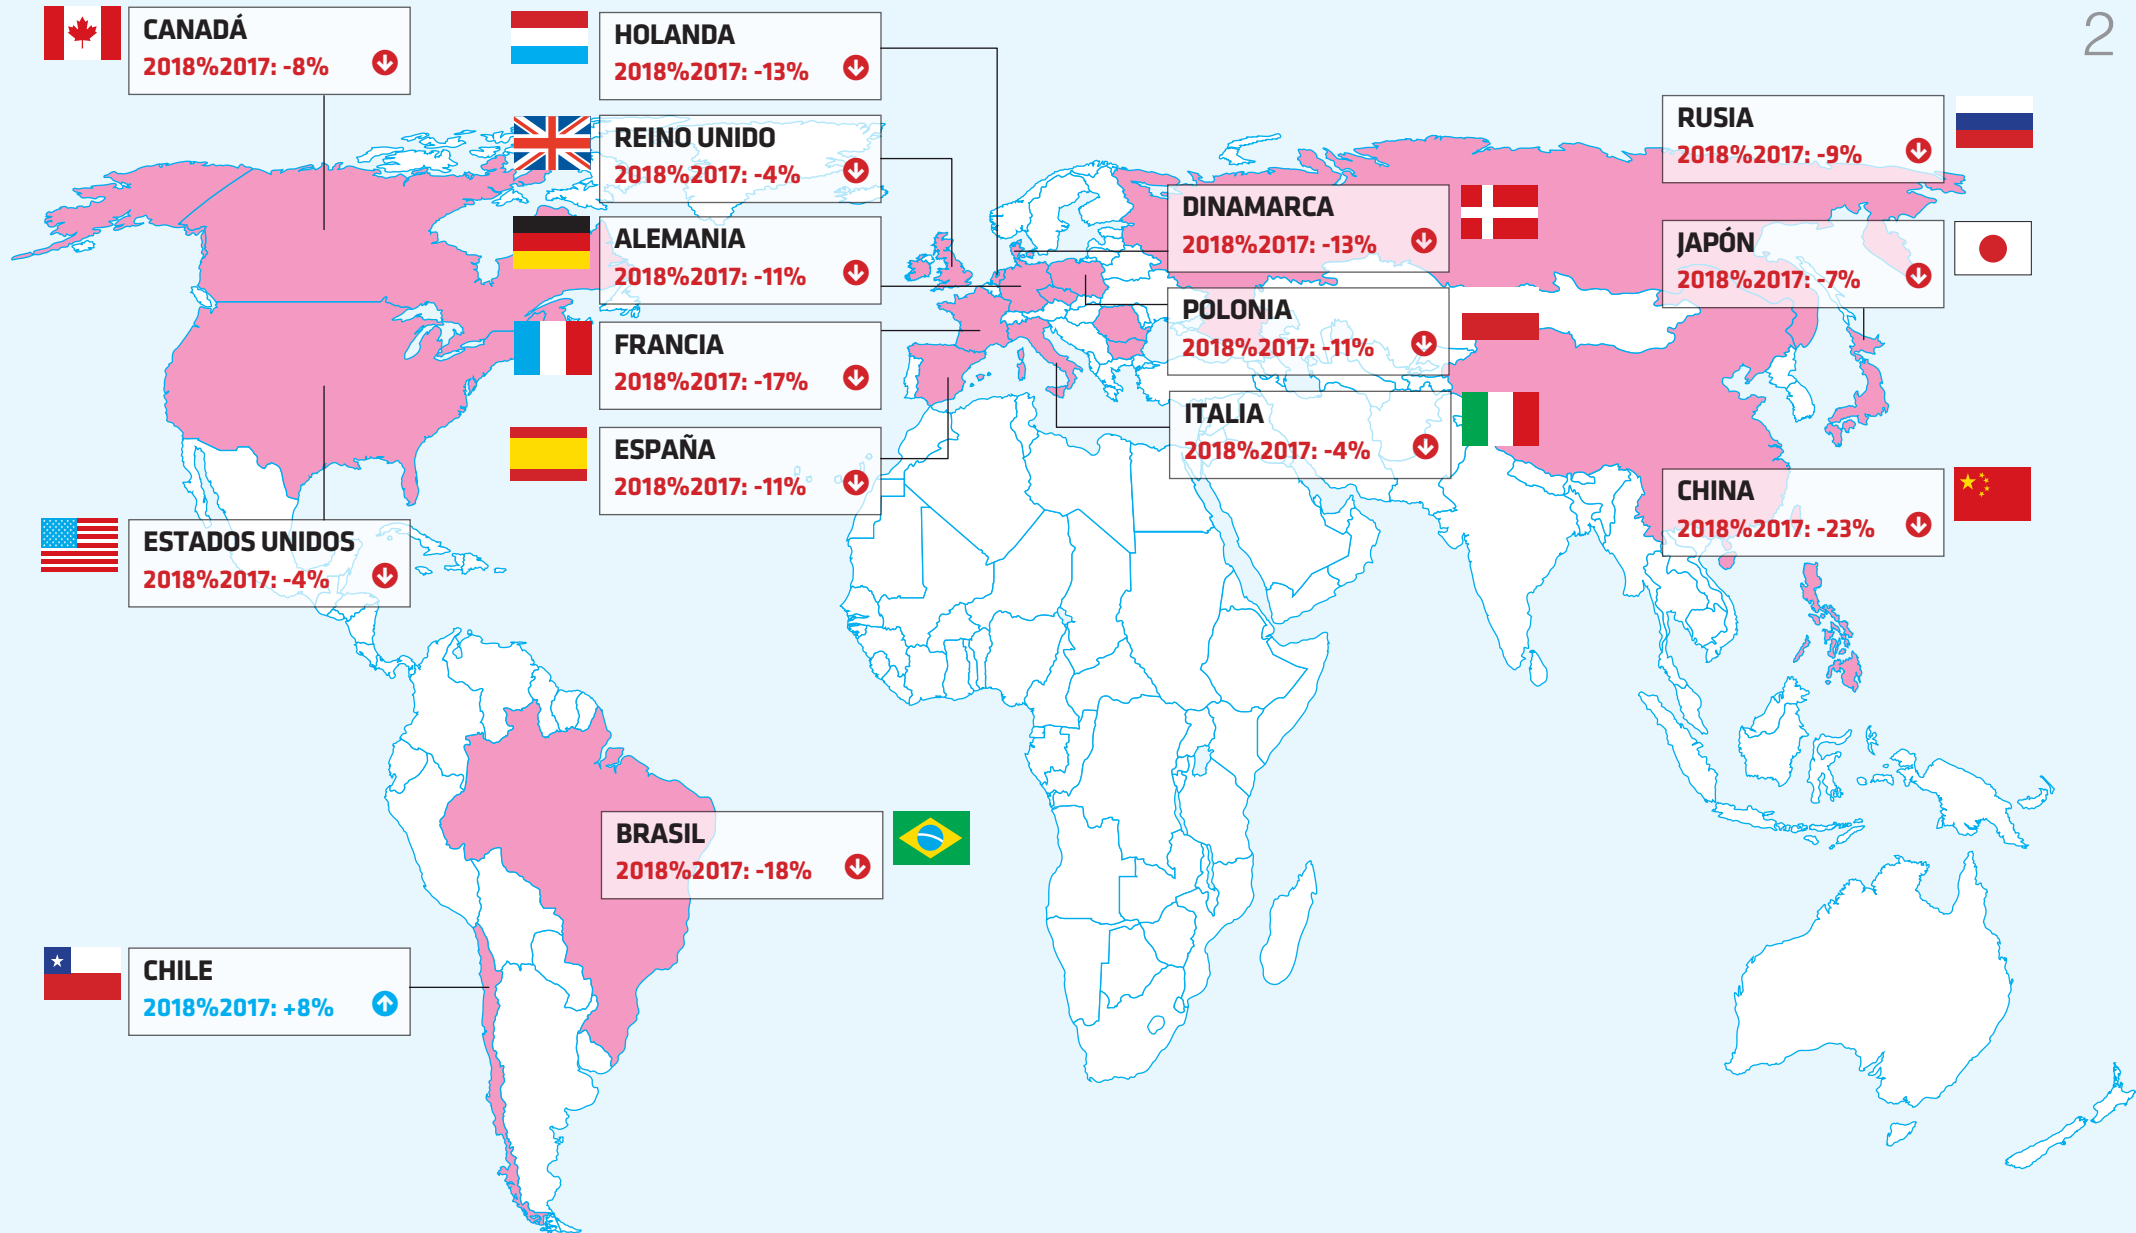 2
CANADÁ
2018%2017: -8%
HOLANDA
2018%2017: -13%
REINO UNIDO
2018%2017: -4%
ALEMANIA
2018%2017: -11%
FRANCIA
2018%2017: -17%
ESPAÑA
2018%2017: -11%
RUSIA
2018%2017: -9%
DINAMARCA
2018%2017: -13%
JAPÓN
2018%2017: -7%
POLONIA
2018%2017: -11%
ITALIA
2018%2017: -4%
CHINA
2018%2017: -23%
ESTADOS UNIDOS
2018%2017: -4%
BRASIL
2018%2017: -18%
CHILE
2018%2017: +8%